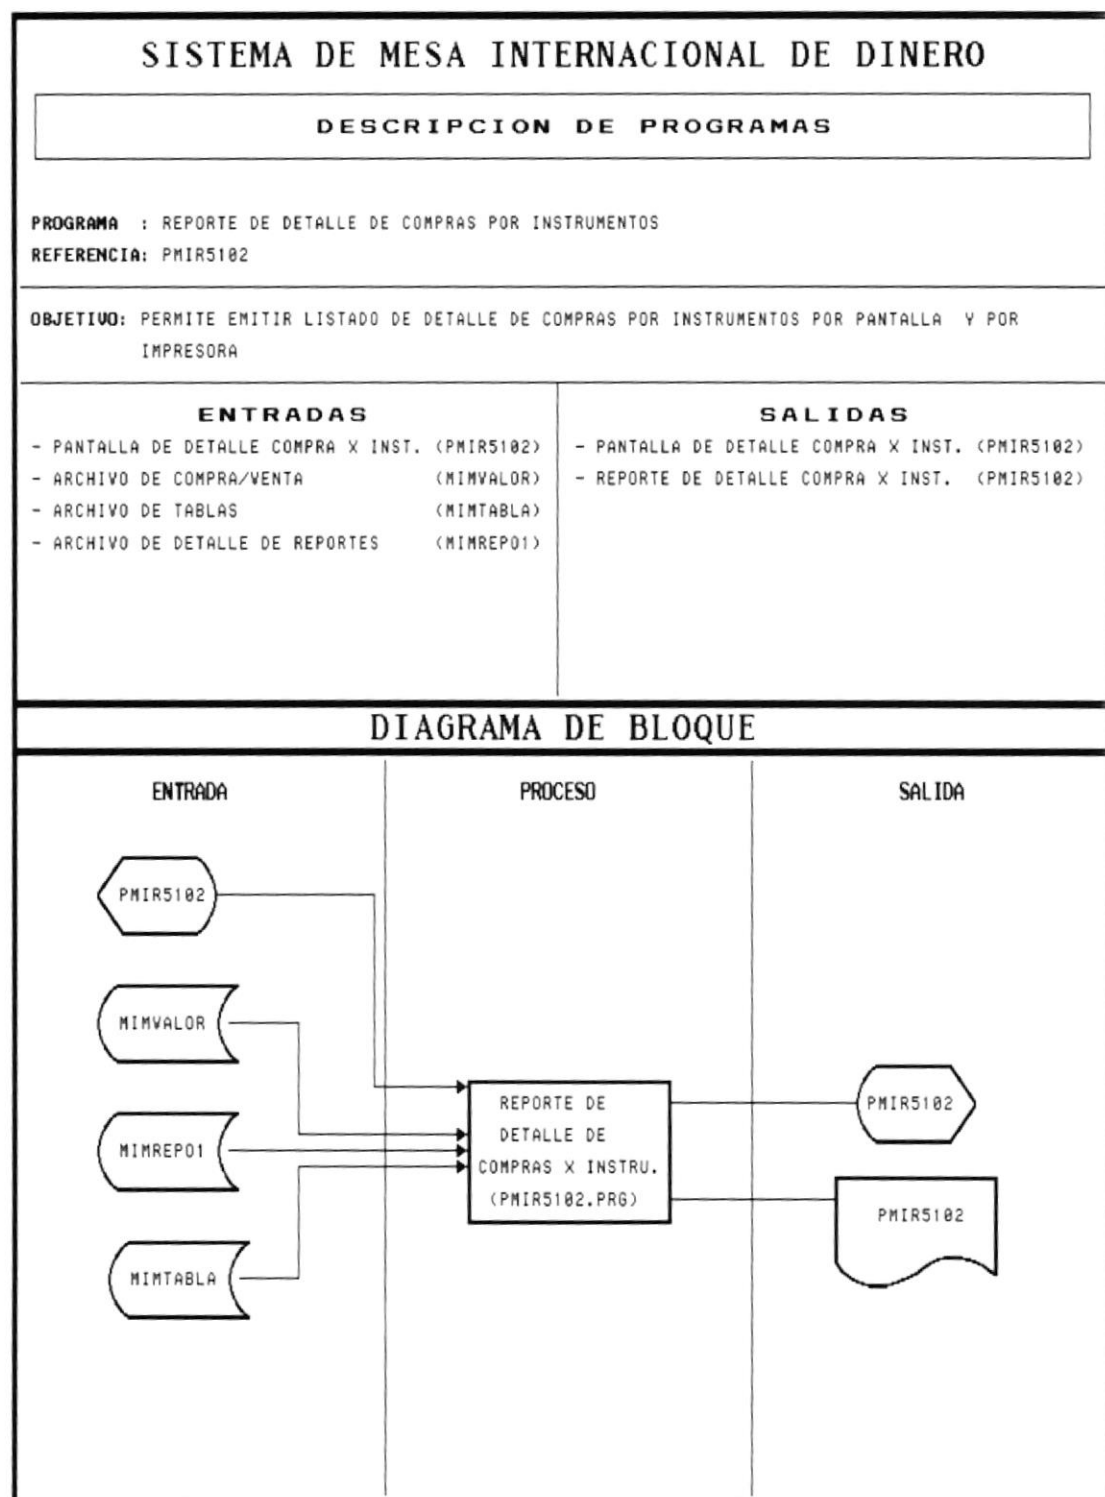 SISTEMA DE MESA INTERNACIONAL DE DINERO
DESCRIPCION DE PROGRAMAS
PROGRAMA : REPORTE DE DETALLE DE COMPRAS POR INSTRUMENTOS
REFERENCIA: PMIR5102
OBJETIVO: PERMITE EMITIR LISTADO DE DETALLE DE COMPRAS POR INSTRUMENTOS POR PANTALLA Y POR
IMPRESORA
ENTRADAS
- PANTALLA DE DETALLE COMPRA X INST. (PMIR5102)
- ARCHIVO DE COMPRA/VENTA (MIMVALOR)
- ARCHIVO DE TABLAS (MIMTABLA)
- ARCHIVO DE DETALLE DE REPORTES (MIMREPO1)
SALIDAS
- PANTALLA DE DETALLE COMPRA X INST. (PMIR5102)
- REPORTE DE DETALLE COMPRA X INST. (PMIR5102)
DIAGRAMA DE BLOQUE
ENTRADA
PROCESO
SALIDA
PMIR5102
MIMVALOR
MIMREPO1
MIMTABLA
REPORTE DE
DETALLE DE
COMPRAS X INSTRU.
(PMIR5102.PRG)
PMIR5102
PMIR5102